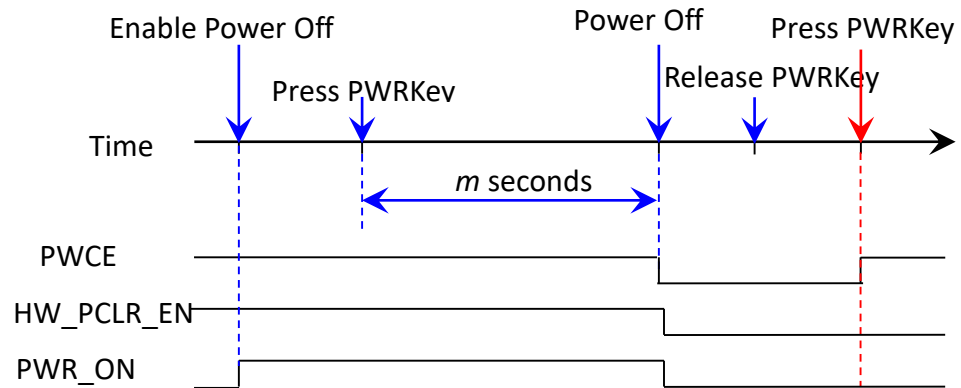 Enable Power Off
Power Off
Press PWRKey
Press PWRKey
Release PWRKey
Time
m seconds
PWCE
HW_PCLR_EN
PWR_ON